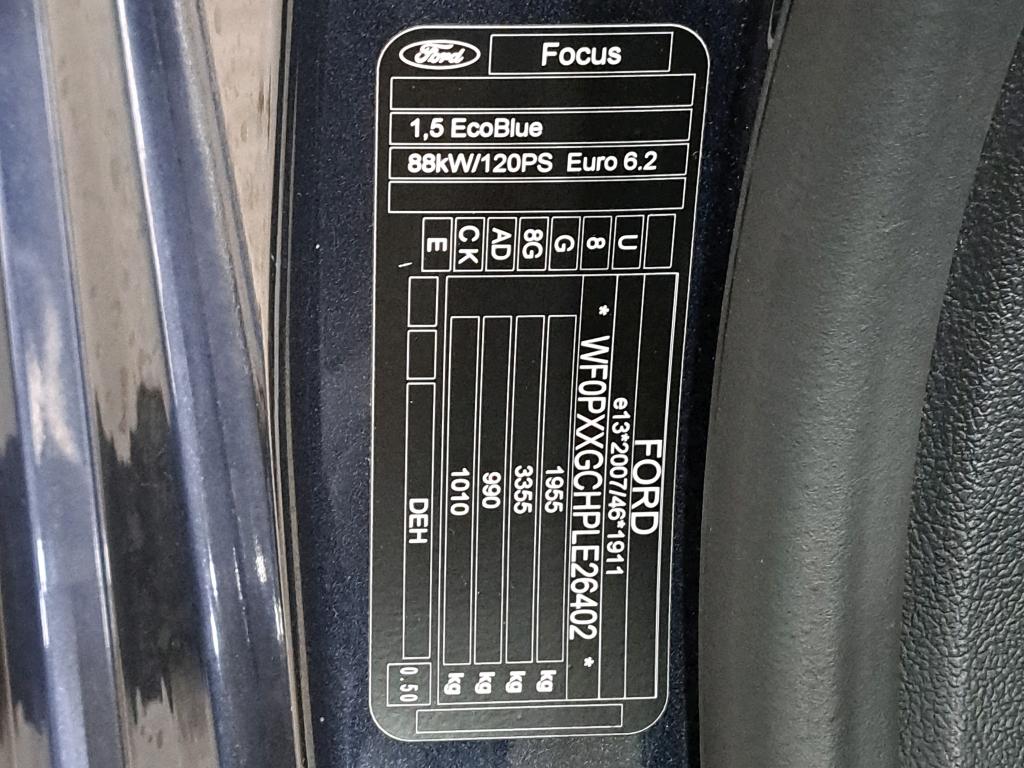 Ford
Focus
1,5 EcoBlue
88kW/120PS Euro 6.2
FORD
e13*2007/46*1911
* WF0PXXGCHPLE26402 *
1955 kg
3355 kg
990 kg
1010 kg
U
8
G
8G
AD
CK
E
DEH
0.50